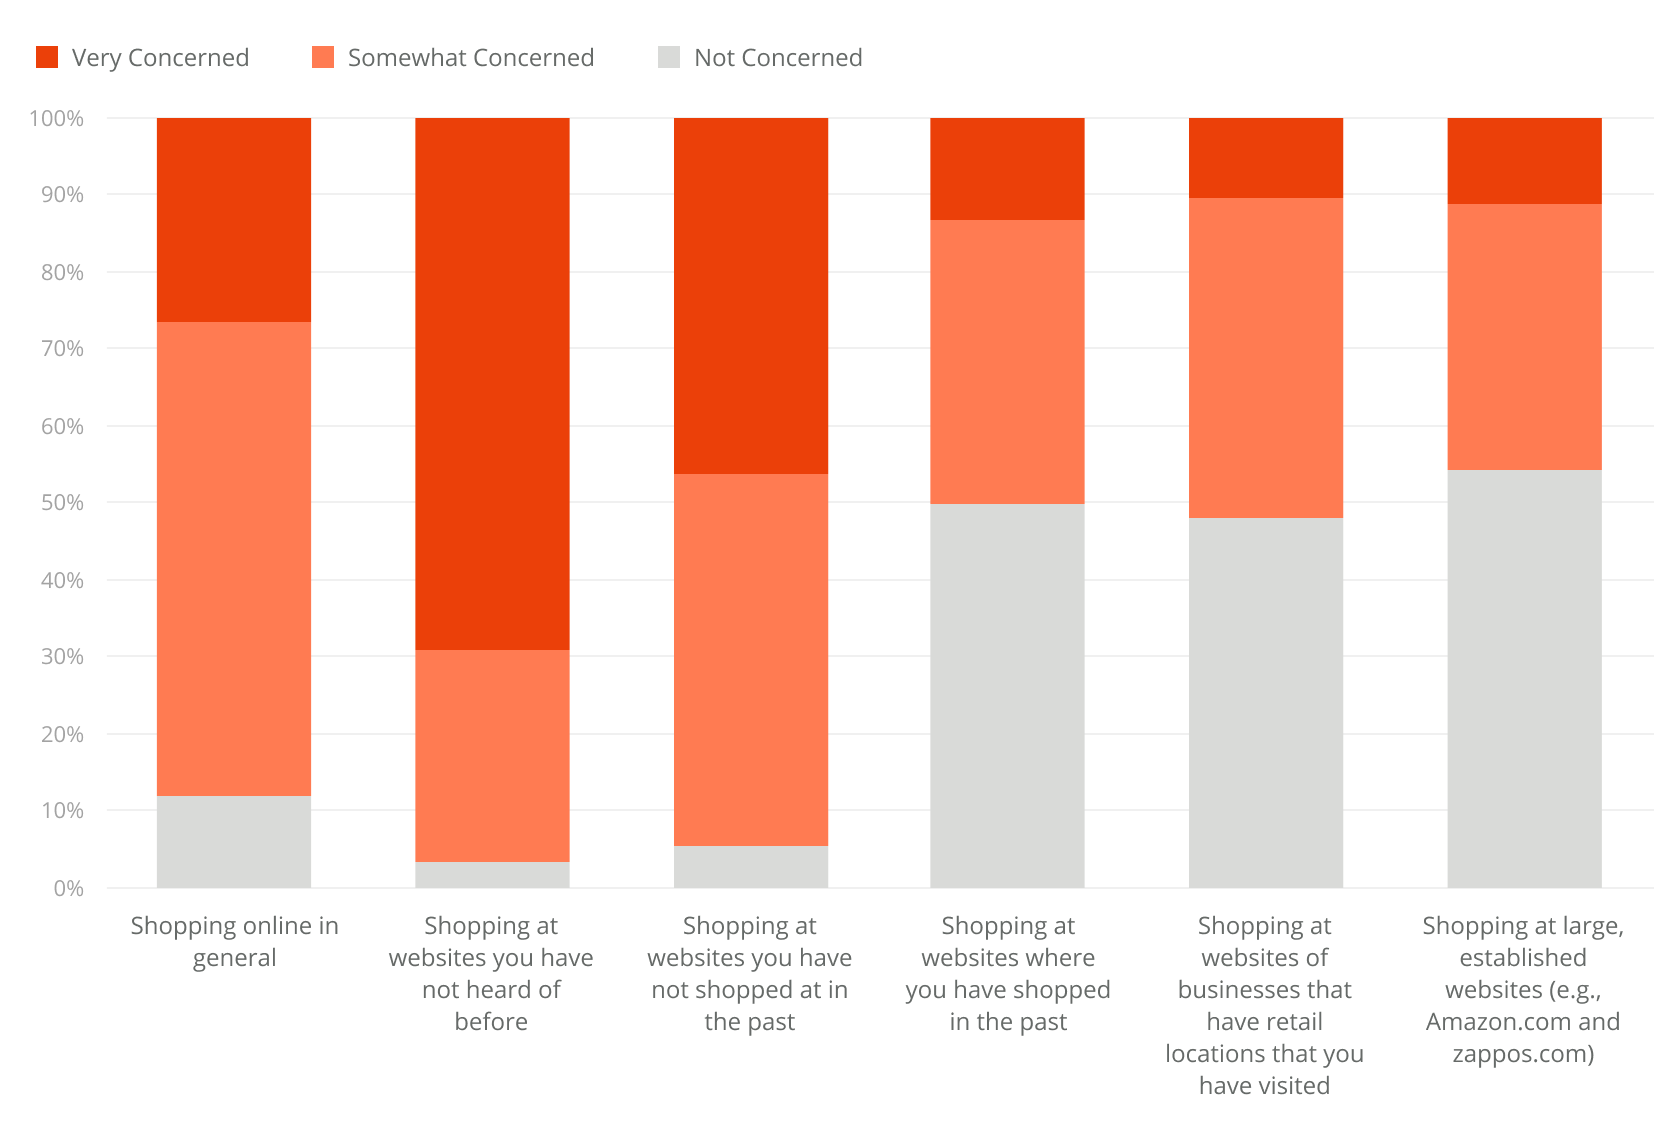 Very Concerned
Somewhat Concerned
Not Concerned
100%
90%
80%
70%
60%
50%
40%
30%
20%
10%
0%
Shopping online in
general
Shopping at
websites you have
not heard of
before
Shopping at
websites you have
not shopped at in
the past
Shopping at
websites where
you have shopped
in the past
Shopping at
websites of
businesses that
have retail
locations that you
have visited
Shopping at large,
established
websites (e.g.,
Amazon.com and
zappos.com)